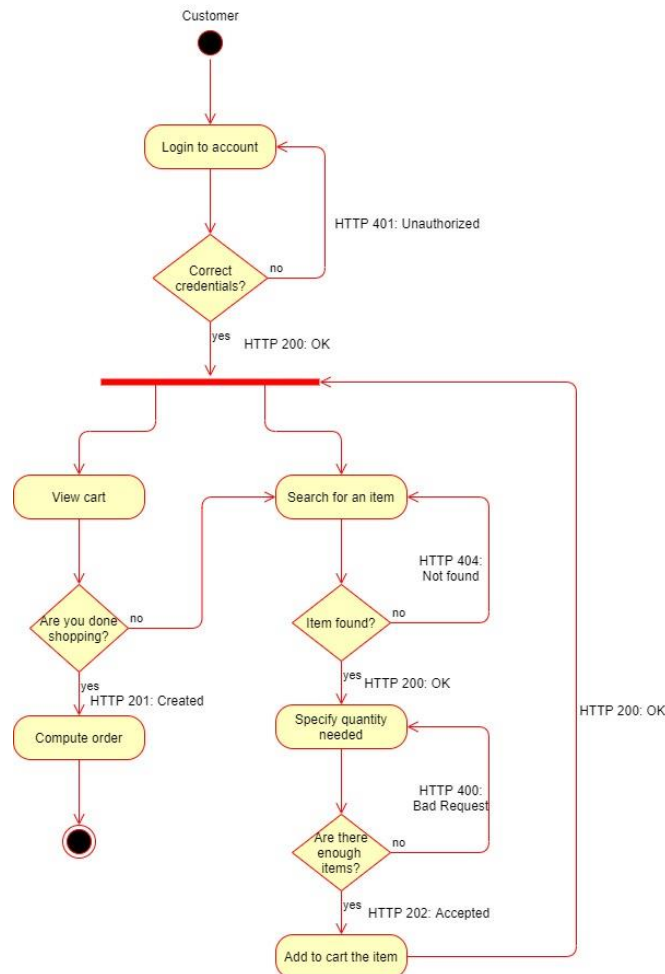 Customer
Login to account
HTTP 401: Unauthorized
Correct
credentials?
no
yes
HTTP 200: OK
View cart
Search for an item
HTTP 404:
Not found
Are you done
shopping?
no
Item found?
no
yes
HTTP 201: Created
yes
HTTP 200: OK
Compute order
Specify quantity
needed
HTTP 200: OK
HTTP 400:
Bad Request
Are there
enough
items?
no
yes
HTTP 202: Accepted
Add to cart the item